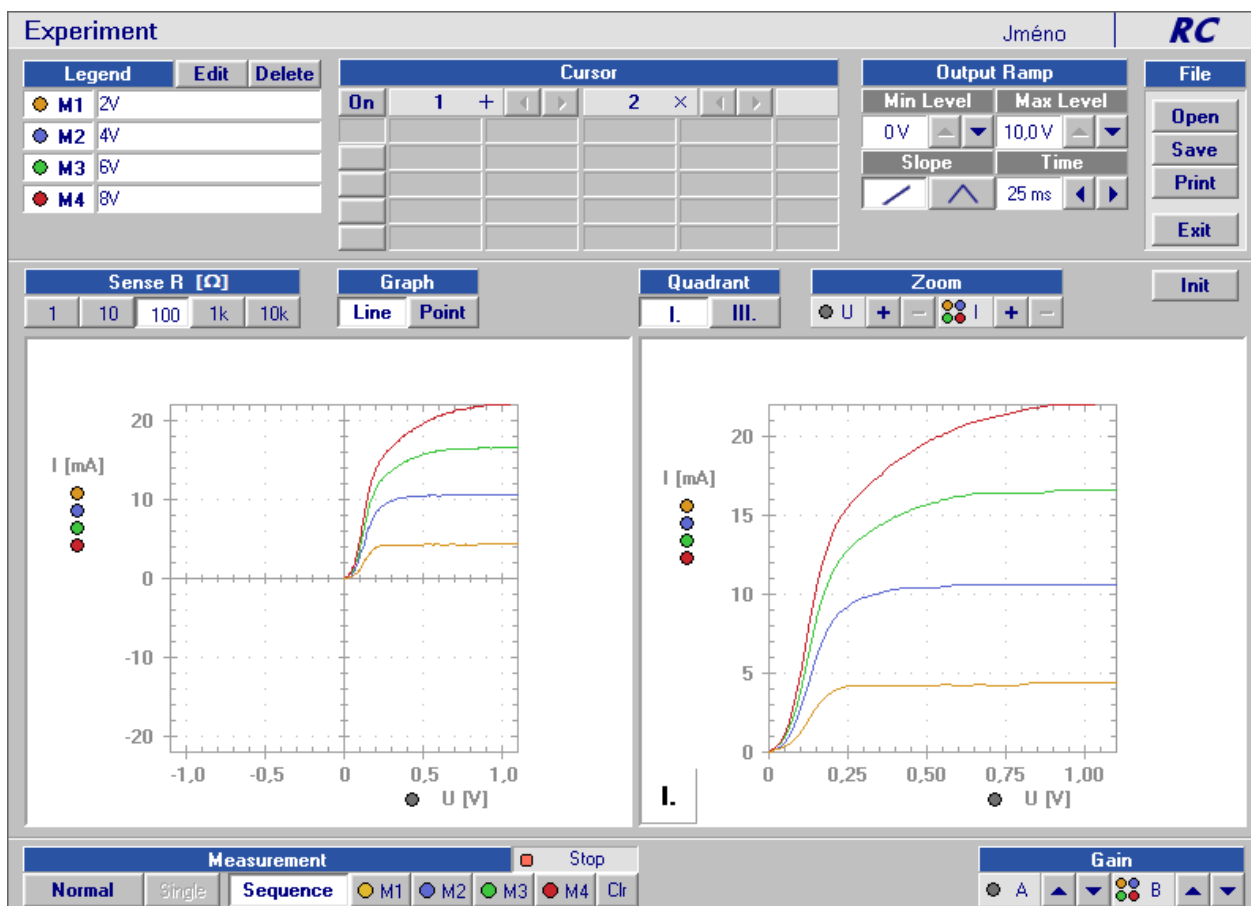 Experiment Jméno RC
Legend Edit Delete Cursor Output Ramp File
M1 2V On 1 + 2 × Min Level Max Level Open
M2 4V 0 V 10,0 V Save
M3 6V Slope Time Print
M4 8V 25 ms Exit
Sense R [Ω] Graph Quadrant Zoom Init
1 10 100 1k 10k Line Point I. III. U + − I + −
20
10
0
-10
-20
I [mA]
-1,0 -0,5 0 0,5 1,0
U [V]
20
15
10
5
0
I [mA]
0 0,25 0,50 0,75 1,00
I. U [V]
Measurement Stop Gain
Normal Single Sequence M1 M2 M3 M4 Clr A B